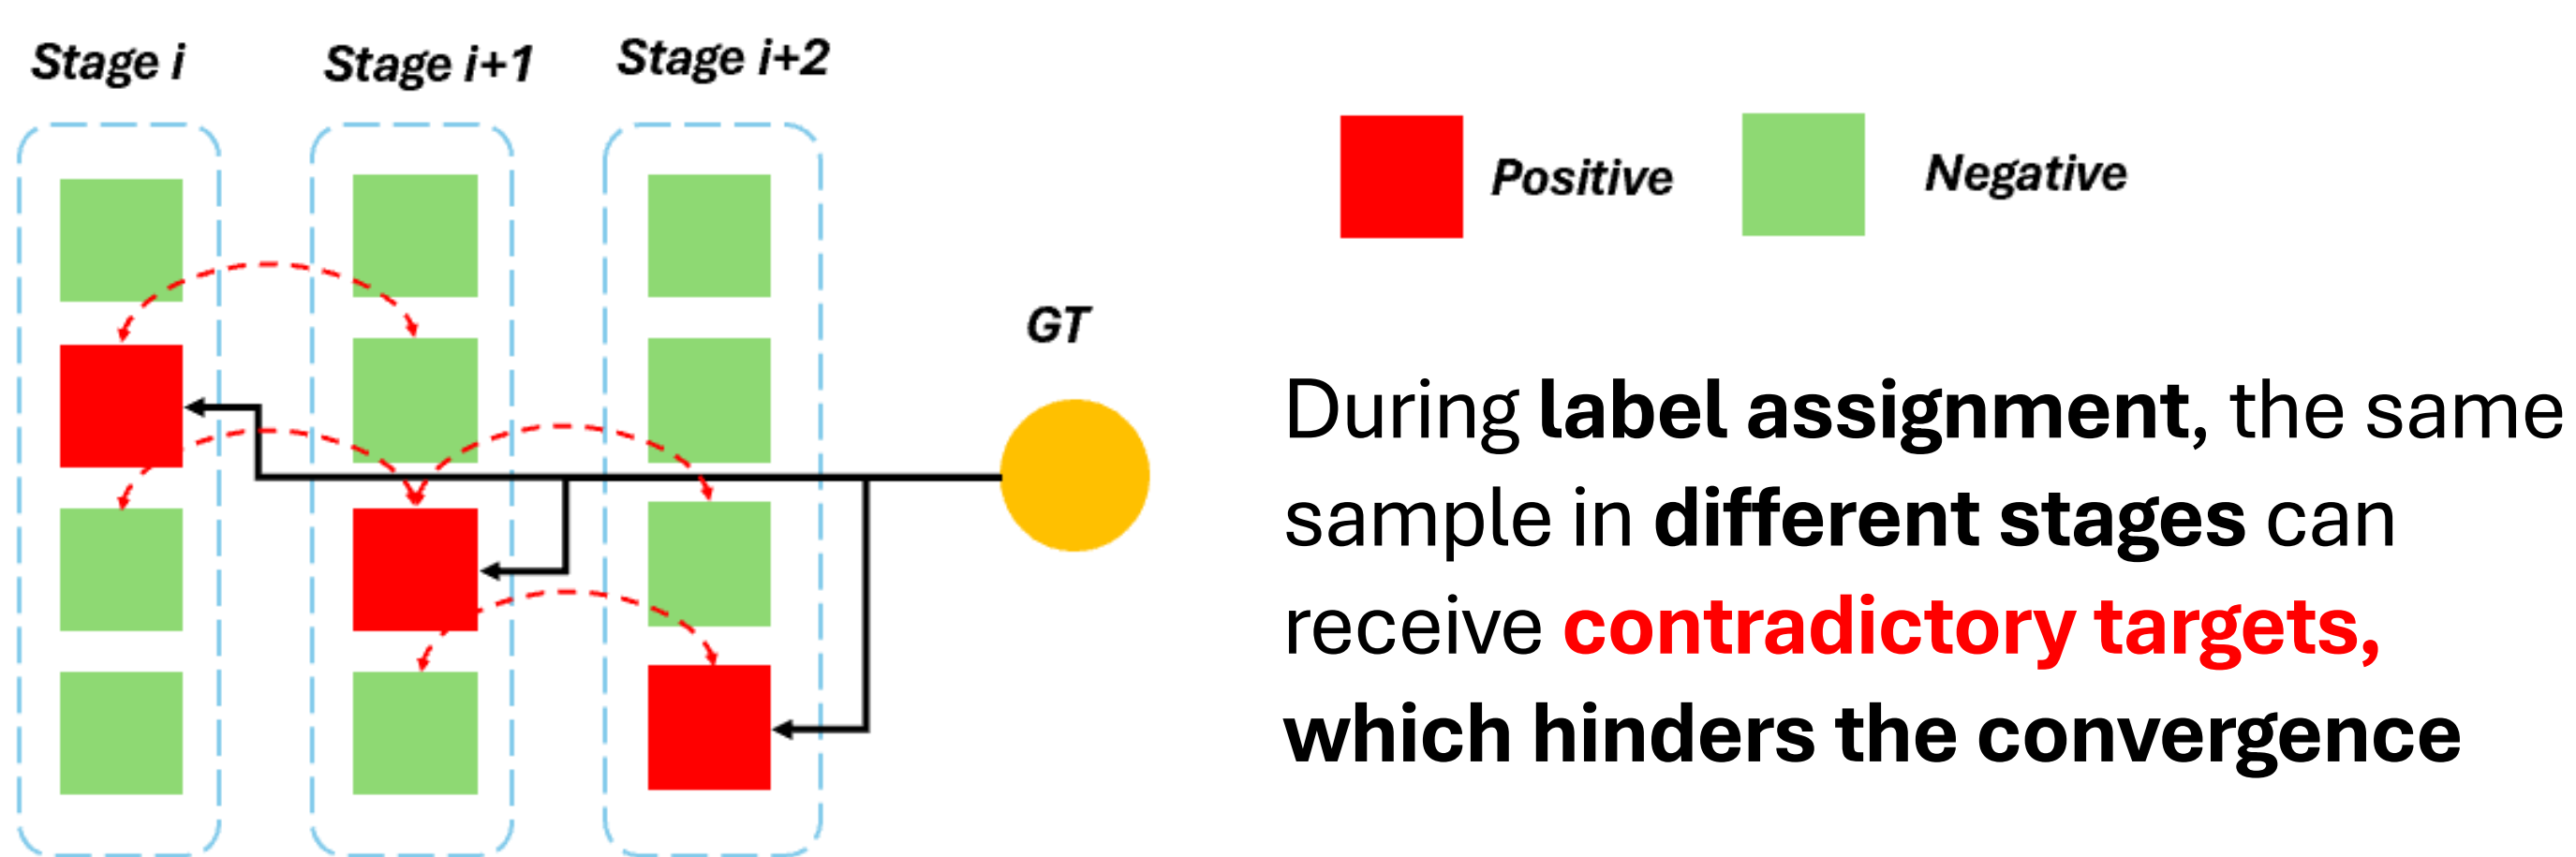 Stage i
Stage i+1
Stage i+2
Positive
Negative
GT
During label assignment, the same
sample in different stages can
receive contradictory targets,
which hinders the convergence